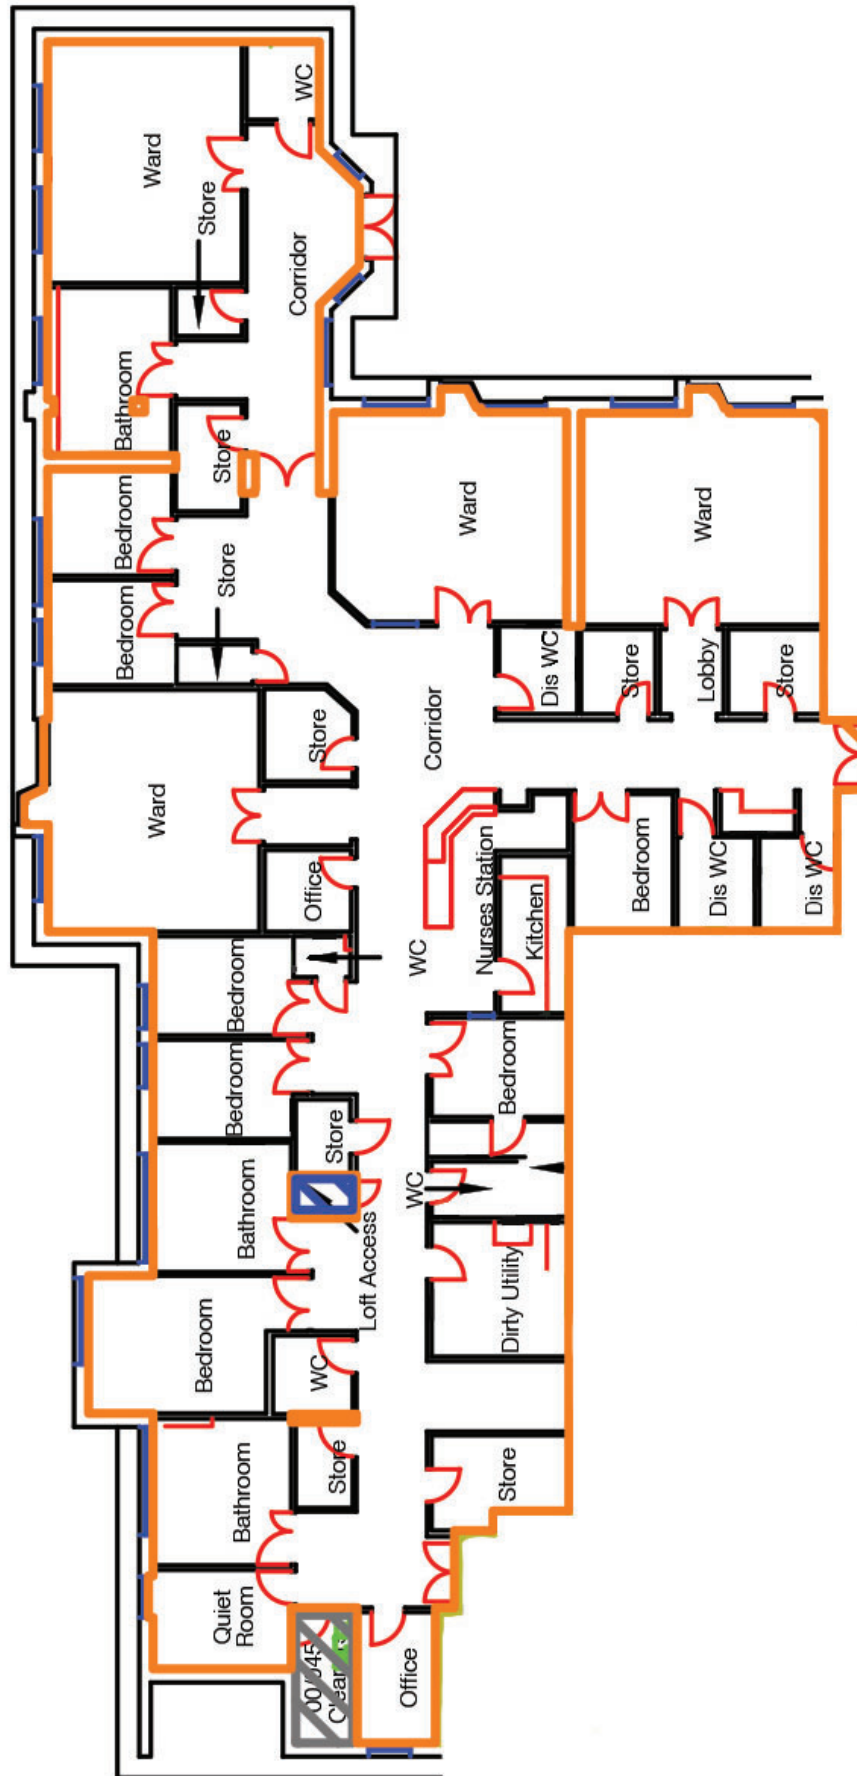 Ward
Bedroom
Bedroom
Bathroom
Ward
Quiet
Room
Bathroom
Bedroom
Bathroom
Bedroom
Bedroom
Store
Store
Store
00/045
WC
Office
Store
Corridor
WC
Store
Store
Loft Access
Office
WC
WC
Corridor
Ward
Store
Dirty Utility
Bedroom
Nurses Station
Kitchen
Dis WC
Bedroom
Store
Dis WC
Lobby
Ward
Dis WC
Store